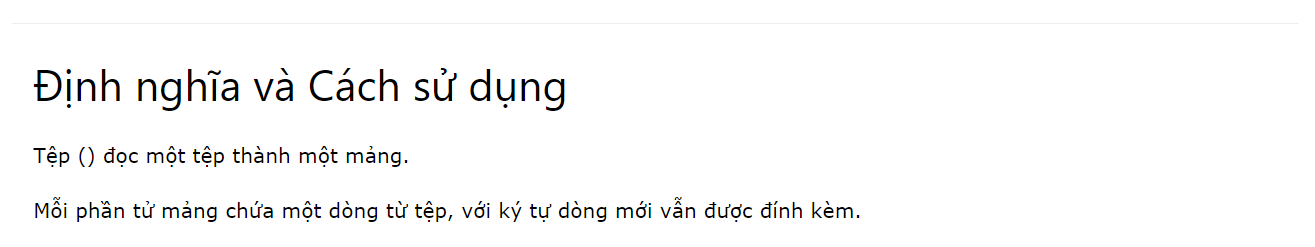 Định nghĩa và Cách sử dụng
Tệp () đọc một tệp thành một mảng.
Mỗi phần tử mảng chứa một dòng từ tệp, với ký tự dòng mới vẫn được đính kèm.